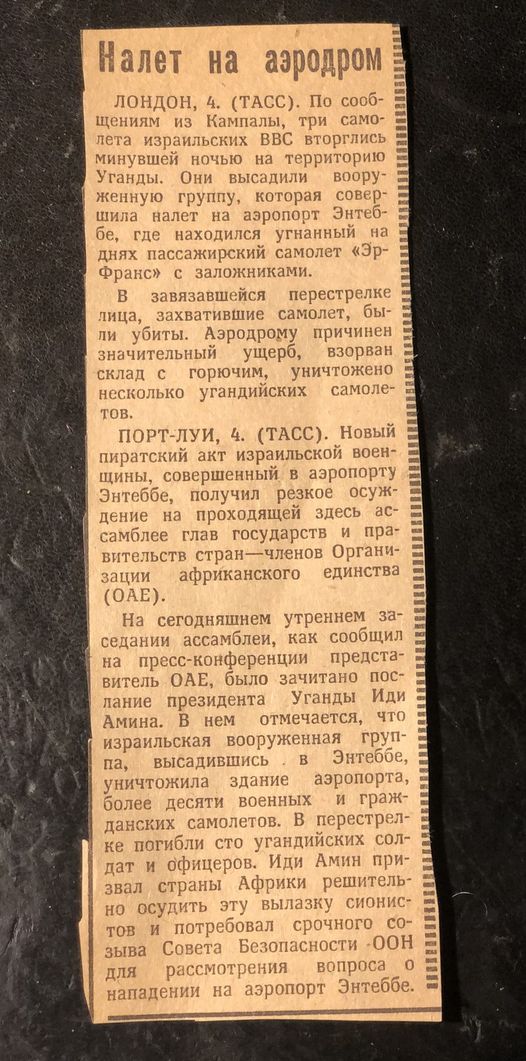 Налет на аэродром
ЛОНДОН, 4. (ТАСС). По сооб-
щениям из Кампалы, три само-
лета израильских ВВС вторглись
минувшей ночью на территорию
Уганды. Они высадили воору-
женную группу, которая совер-
шила налет на аэропорт Энтеб-
бе, где находился угнанный на
днях пассажирский самолет «Эр-
Франс» с заложниками.
В завязавшейся перестрелке
лица, захватившие самолет, бы-
ли убиты. Аэродрому причинен
значительный ущерб, взорван
склад с горючим, уничтожено
несколько угандийских самоле-
тов.
ПОРТ-ЛУИ, 4. (ТАСС). Новый
пиратский акт израильской воен-
щины, совершенный в аэропорту
Энтеббе, получил резкое осуж-
дение на проходящей здесь ас-
самблее глав государств и пра-
вительств стран—членов Органи-
зации африканского единства
(ОАЕ).
На сегодняшнем утреннем за-
седании ассамблеи, как сообщил
на пресс-конференции предста-
витель ОАЕ, было зачитано пос-
лание президента Уганды Иди
Амина. В нем отмечается, что
израильская вооруженная груп-
па, высадившись в Энтеббе,
уничтожила здание аэропорта,
более десяти военных и граж-
данских самолетов. В перестрел-
ке погибли сто угандийских сол-
дат и офицеров. Иди Амин при-
звал страны Африки решитель-
но осудить эту вылазку сионис-
тов и потребовал срочного со-
зыва Совета Безопасности ООН
для рассмотрения вопроса о
нападении на аэропорт Энтеббе.